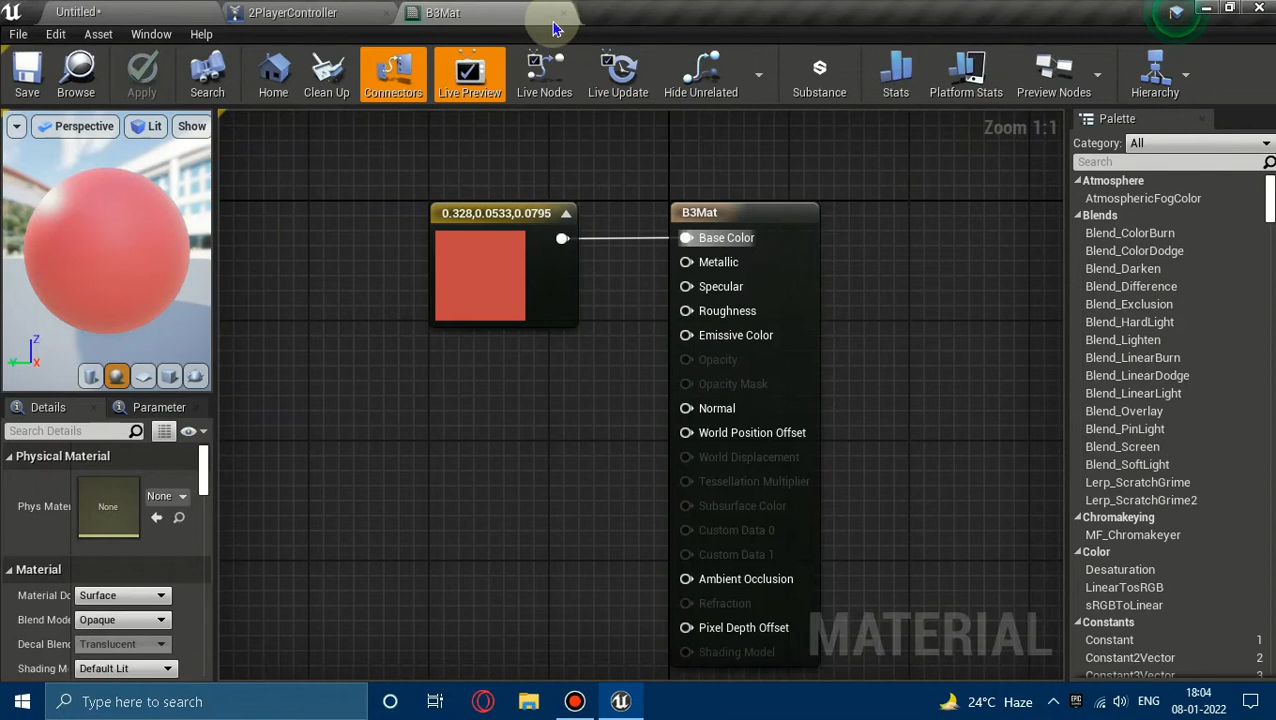 Untitled* 2PlayerController B3Mat
File Edit Asset Window Help
Save Browse Apply Search Home Clean Up Connectors Live Preview Live Nodes Live Update Hide Unrelated Substance Stats Platform Stats Preview Nodes Hierarchy
Perspective Lit Show
Zoom 1:1
Palette
Category: All
Search
Atmosphere
AtmosphericFogColor
Blends
Blend_ColorBurn
Blend_ColorDodge
Blend_Darken
Blend_Difference
Blend_Exclusion
Blend_HardLight
Blend_Lighten
Blend_LinearBurn
Blend_LinearDodge
Blend_LinearLight
Blend_Overlay
Blend_PinLight
Blend_Screen
Blend_SoftLight
Lerp_ScratchGrime
Lerp_ScratchGrime2
Chromakeying
MF_Chromakeyer
Color
Desaturation
LinearTosRGB
sRGBToLinear
Constants
Constant 1
Constant2Vector 2
Constant3Vector 3
0.328,0.0533,0.0795
B3Mat
Base Color
Metallic
Specular
Roughness
Emissive Color
Opacity
Opacity Mask
Normal
World Position Offset
World Displacement
Tessellation Multiplier
Subsurface Color
Custom Data 0
Custom Data 1
Ambient Occlusion
Refraction
Pixel Depth Offset
Shading Model
MATERIAL
Z
Y X
Details Parameter
Search Details
Physical Material
Phys Mater None None
Material
Material Do Surface
Blend Mode Opaque
Decal Blend Translucent
Shading M Default Lit
Type here to search
24°C Haze ENG 18:04
08-01-2022